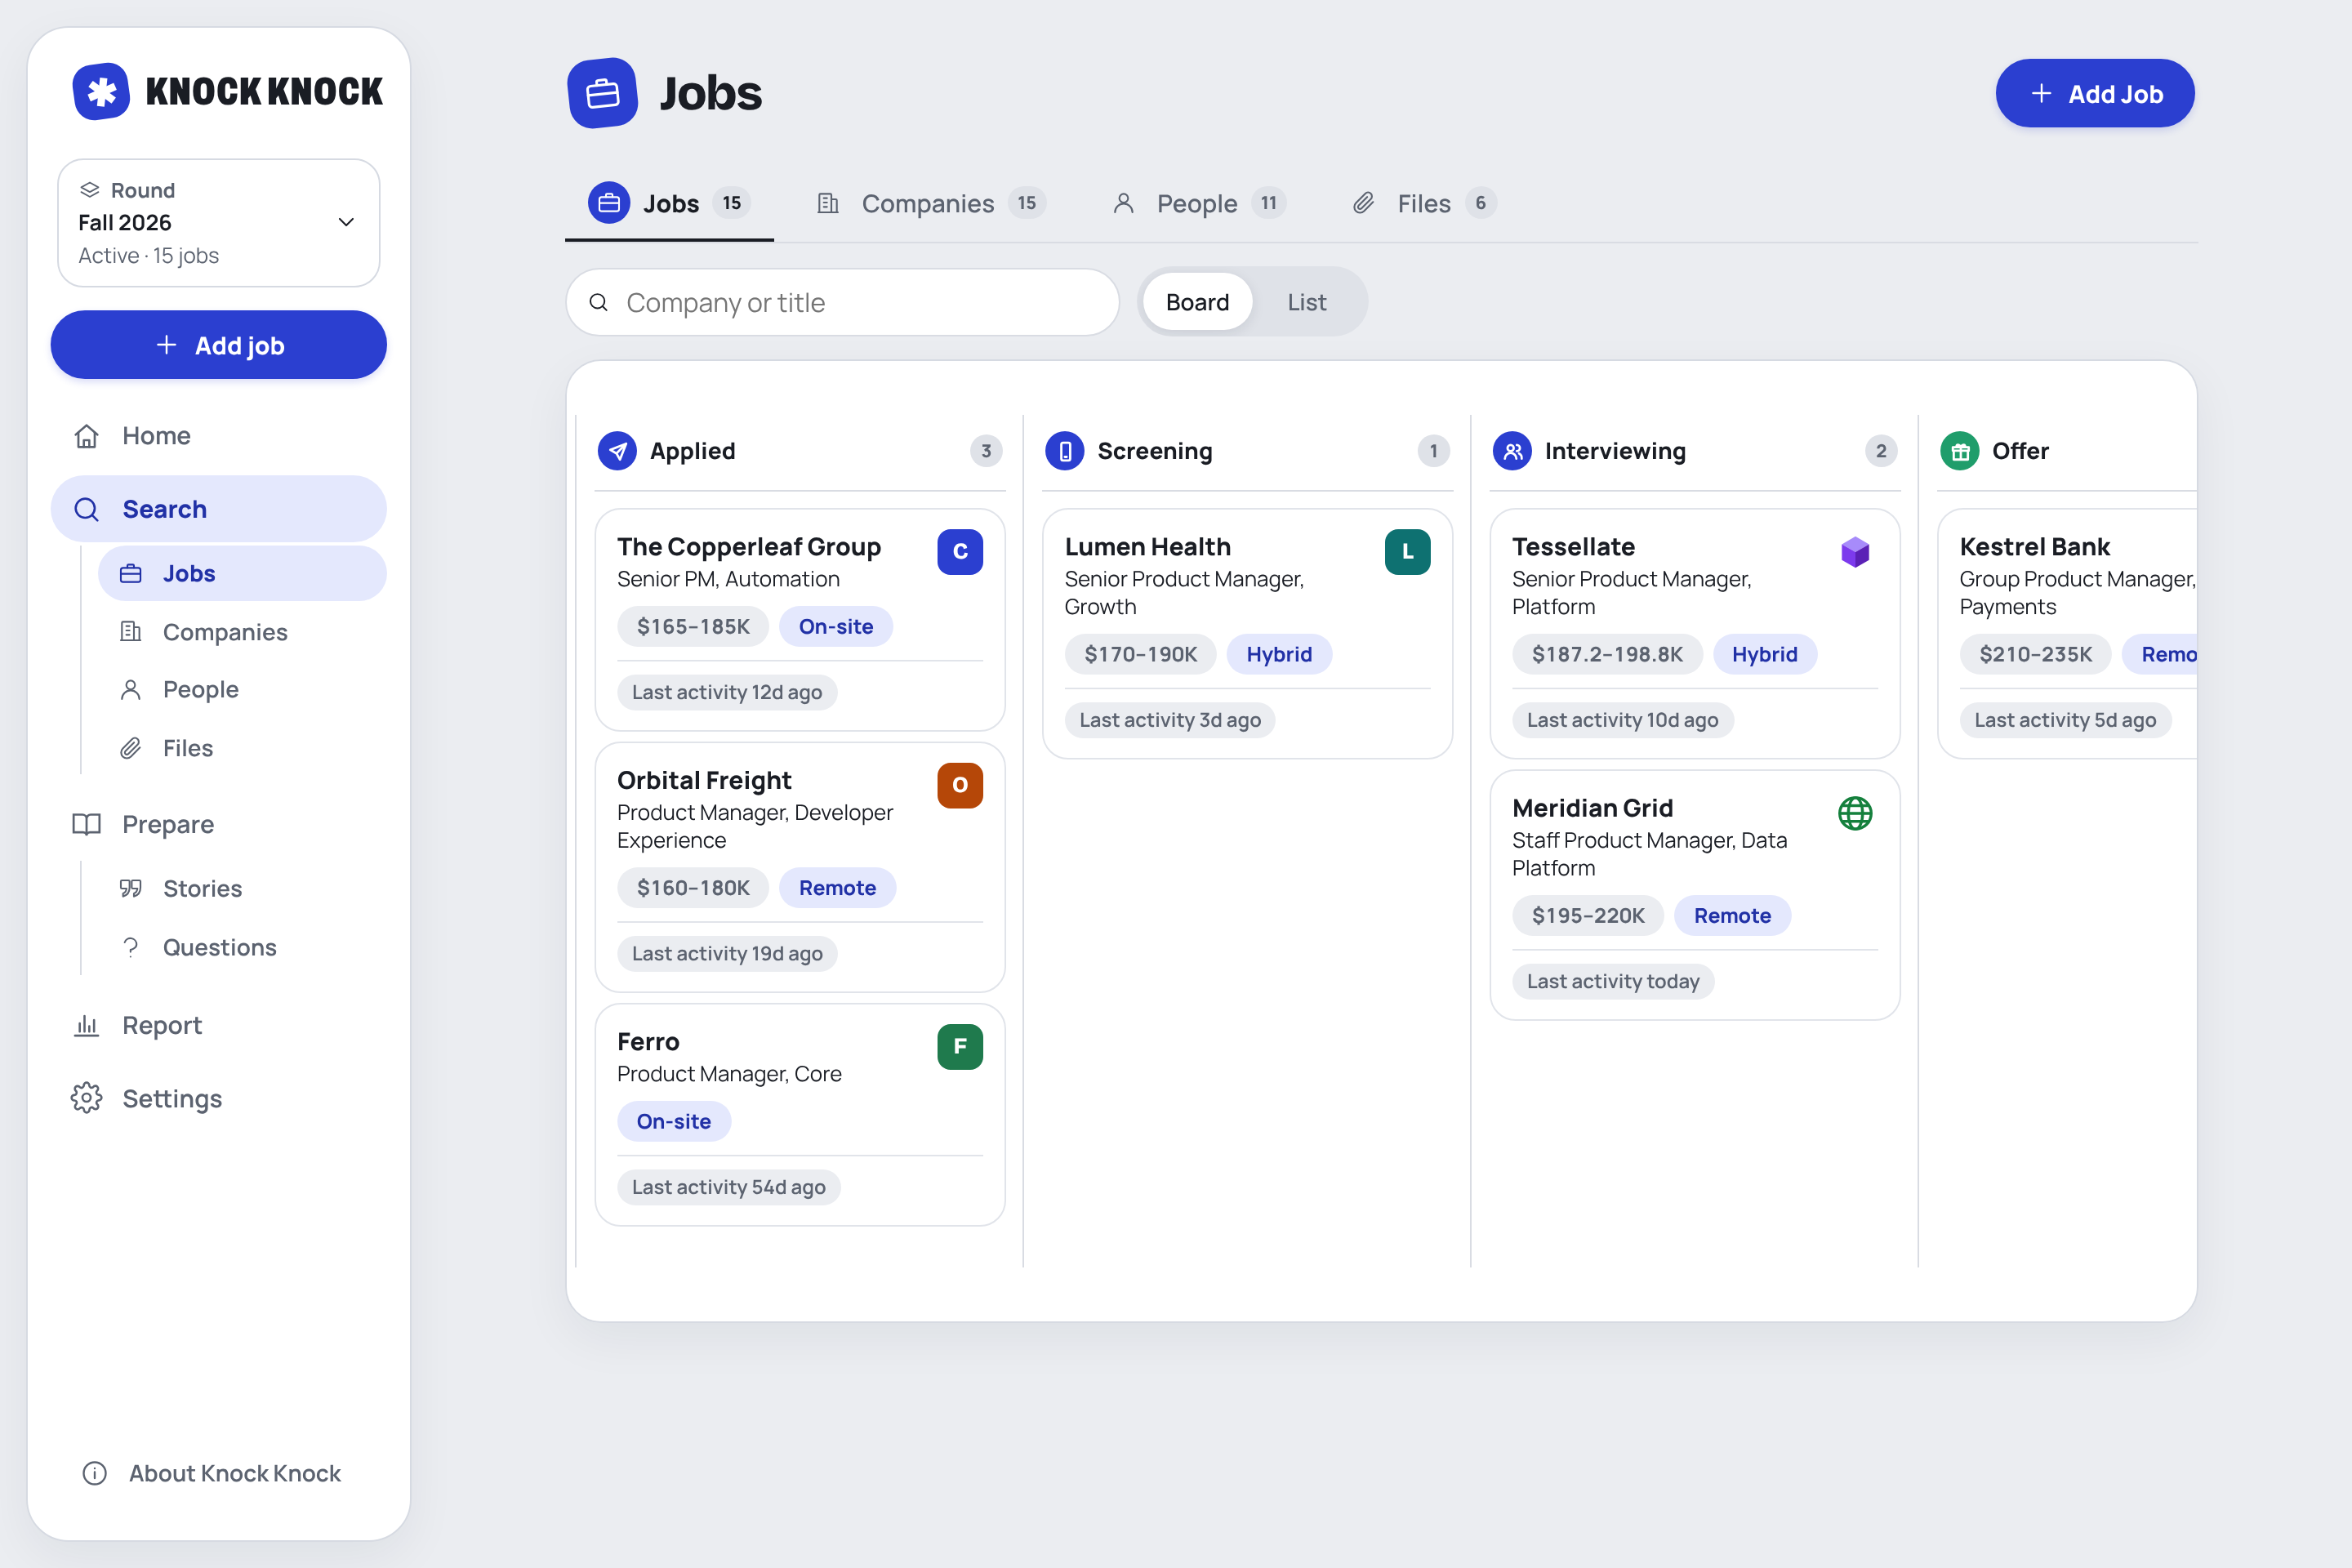 KNOCK KNOCK
Round
Fall 2026
Active · 15 jobs
Add job
Home
Search
Jobs
Companies
People
Files
Prepare
Stories
Questions
Report
Settings
About Knock Knock
Jobs
Add Job
Jobs 15
Companies 15
People 11
Files 6
Company or title
Board
List
Applied 3
The Copperleaf Group
C
Senior PM, Automation
$165–185K
On-site
Last activity 12d ago
Orbital Freight
O
Product Manager, Developer
Experience
$160–180K
Remote
Last activity 19d ago
Ferro
F
Product Manager, Core
On-site
Last activity 54d ago
Screening 1
Lumen Health
L
Senior Product Manager,
Growth
$170–190K
Hybrid
Last activity 3d ago
Interviewing 2
Tessellate
Senior Product Manager,
Platform
$187.2–198.8K
Hybrid
Last activity 10d ago
Meridian Grid
Staff Product Manager, Data
Platform
$195–220K
Remote
Last activity today
Offer
Kestrel Bank
Group Product Manager,
Payments
$210–235K
Remo
Last activity 5d ago